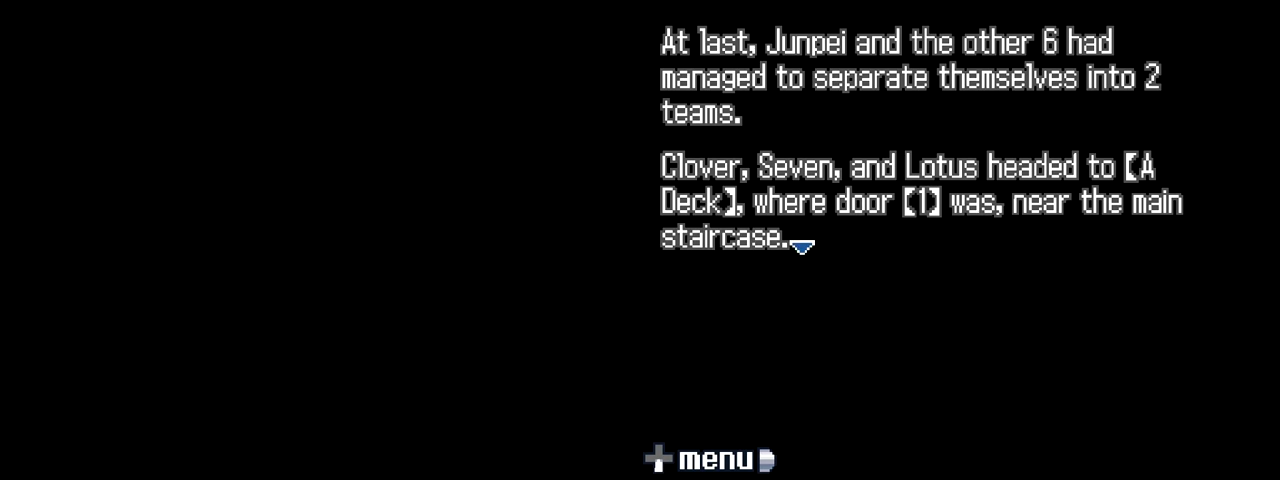 At last, Junpei and the other 6 had
managed to separate themselves into 2
teams.
Clover, Seven, and Lotus headed to 【A
Deck】, where door 【1】 was, near the main
staircase.
menu